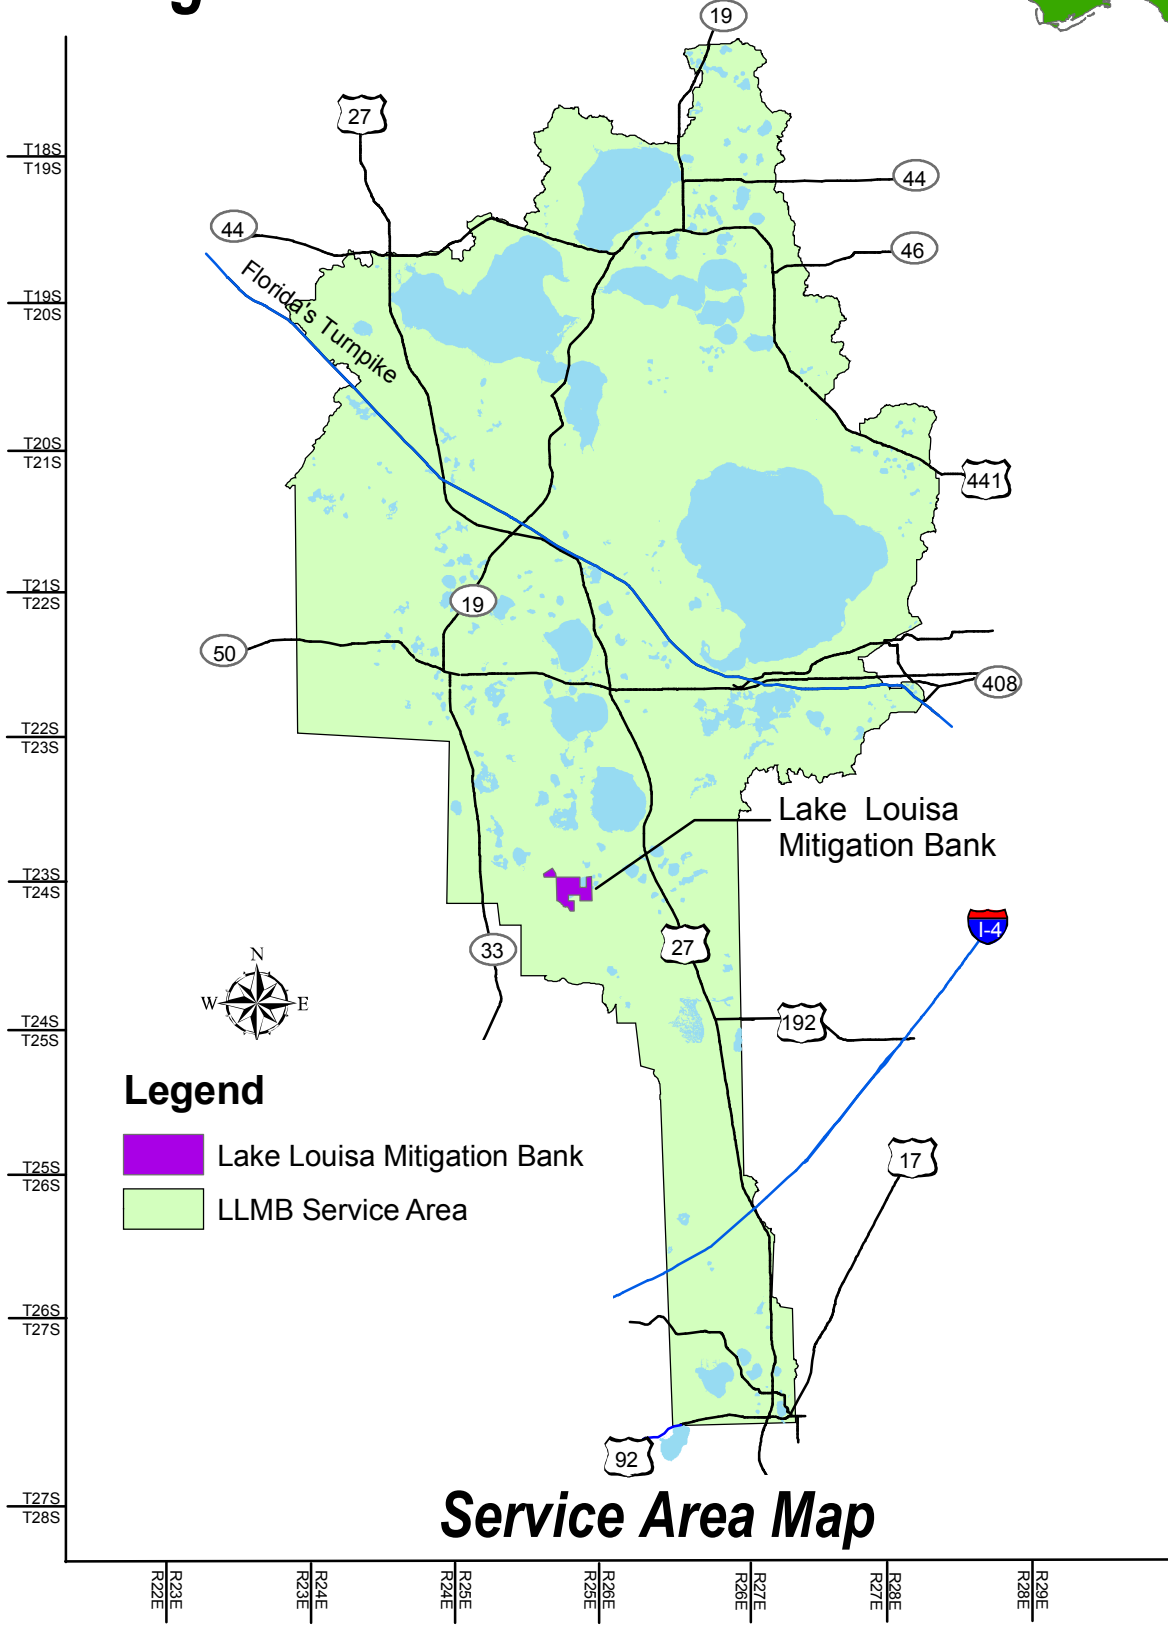 19
27
T18S
T19S
44
44
46
Florida's Turnpike
T19S
T20S
T20S
T21S
441
T21S
T22S
19
50
408
T22S
T23S
Lake Louisa
Mitigation Bank
T23S
T24S
33
27
I-4
N
W
E
192
T24S
T25S
Legend
Lake Louisa Mitigation Bank
LLMB Service Area
17
T25S
T26S
T26S
T27S
92
T27S
T28S
Service Area Map
R22E
R23E
R23E
R24E
R24E
R25E
R25E
R26E
R26E
R27E
R27E
R28E
R28E
R29E